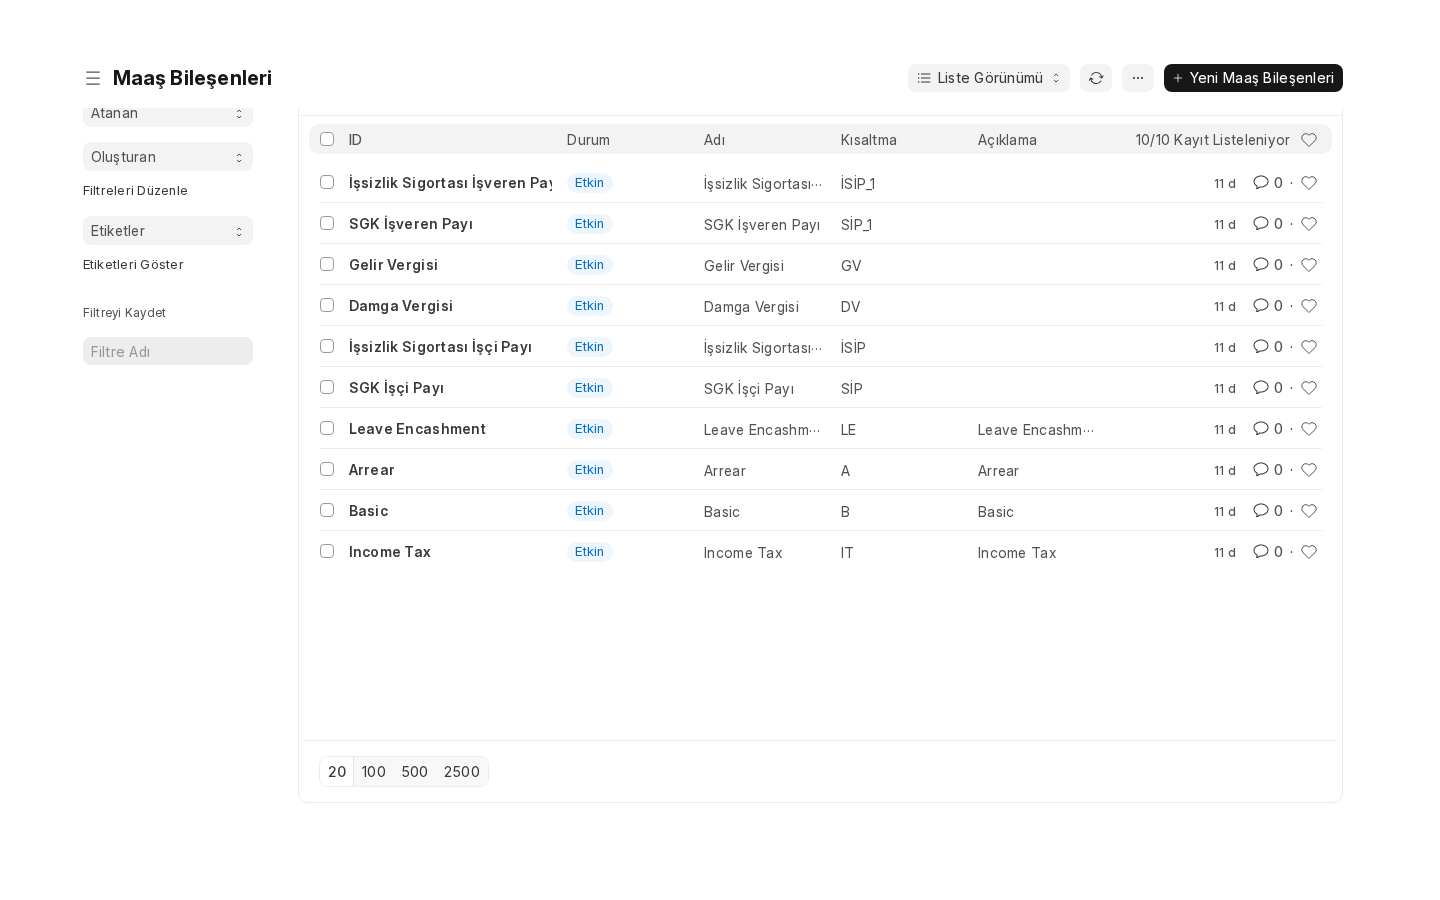 Maaş Bileşenleri
Liste Görünümü
Yeni Maaş Bileşenleri
Atanan
Oluşturan
Filtreleri Düzenle
Etiketler
Etiketleri Göster
Filtreyi Kaydet
Filtre Adı
ID Durum Adı Kısaltma Açıklama 10/10 Kayıt Listeleniyor
İşsizlik Sigortası İşveren Pay Etkin İşsizlik Sigortası... İSİP_1 11 d 0 ·
SGK İşveren Payı Etkin SGK İşveren Payı SİP_1 11 d 0 ·
Gelir Vergisi Etkin Gelir Vergisi GV 11 d 0 ·
Damga Vergisi Etkin Damga Vergisi DV 11 d 0 ·
İşsizlik Sigortası İşçi Payı Etkin İşsizlik Sigortası... İSİP 11 d 0 ·
SGK İşçi Payı Etkin SGK İşçi Payı SİP 11 d 0 ·
Leave Encashment Etkin Leave Encashm... LE Leave Encashm... 11 d 0 ·
Arrear Etkin Arrear A Arrear 11 d 0 ·
Basic Etkin Basic B Basic 11 d 0 ·
Income Tax Etkin Income Tax IT Income Tax 11 d 0 ·
20 100 500 2500